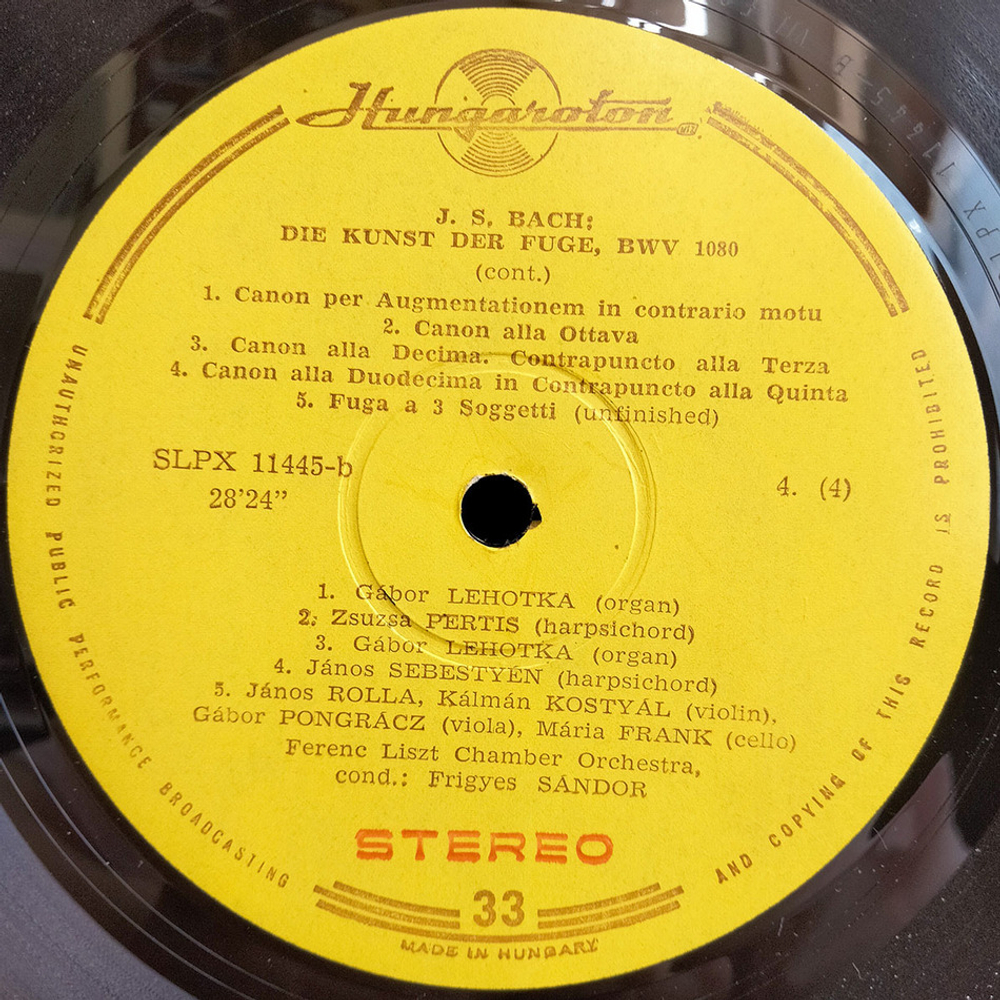 Hungaroton
J. S. BACH:
DIE KUNST DER FUGE, BWV 1080
(cont.)
1. Canon per Augmentationem in contrario motu
2. Canon alla Ottava
3. Canon alla Decima. Contrapuncto alla Terza
4. Canon alla Duodecima in Contrapuncto alla Quinta
5. Fuga a 3 Soggetti (unfinished)
SLPX 11445-b
28’24”
4. (4)
1. Gábor LEHOTKA (organ)
2. Zsuzsa PERTIS (harpsichord)
3. Gábor LEHOTKA (organ)
4. János SEBESTYÉN (harpsichord)
5. János ROLLA, Kálmán KOSTYÁL (violin),
Gábor PONGRÁCZ (viola), Mária FRANK (cello)
Ferenc Liszt Chamber Orchestra,
cond.: Frigyes SÁNDOR
STEREO
33
MADE IN HUNGARY
UNAUTHORIZED PUBLIC PERFORMANCE BROADCASTING AND COPYING OF THIS RECORD IS PROHIBITED